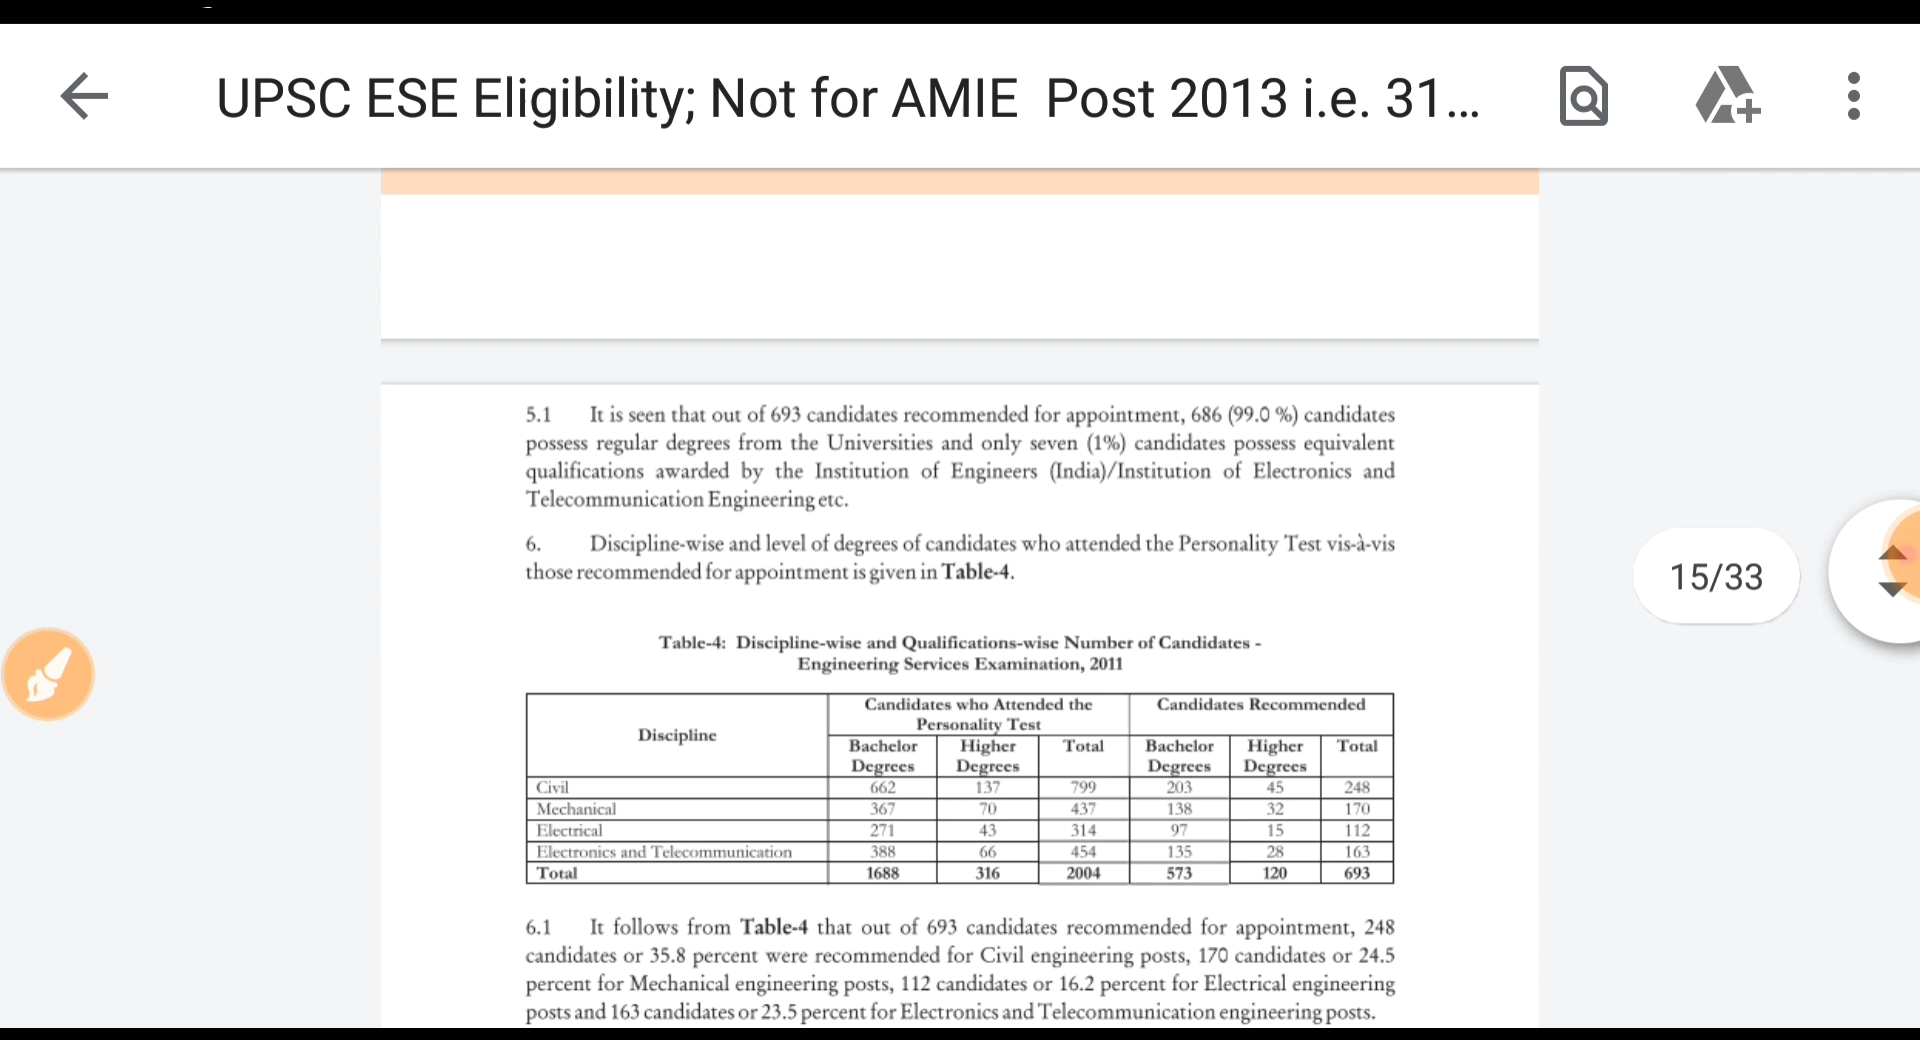 UPSC ESE Eligibility; Not for AMIE Post 2013 i.e. 31...
5.1 It is seen that out of 693 candidates recommended for appointment, 686 (99.0 %) candidates
possess regular degrees from the Universities and only seven (1%) candidates possess equivalent
qualifications awarded by the Institution of Engineers (India)/Institution of Electronics and
Telecommunication Engineering etc.
6. Discipline-wise and level of degrees of candidates who attended the Personality Test vis-à-vis
those recommended for appointment is given in Table-4.
15/33
Table-4: Discipline-wise and Qualifications-wise Number of Candidates -
Engineering Services Examination, 2011
Discipline
Candidates who Attended the
Personality Test
Candidates Recommended
Bachelor Degrees Higher Degrees Total Bachelor Degrees Higher Degrees Total
Civil 662 137 799 203 45 248
Mechanical 367 70 437 138 32 170
Electrical 271 43 314 97 15 112
Electronics and Telecommunication 388 66 454 135 28 163
Total 1688 316 2004 573 120 693
6.1 It follows from Table-4 that out of 693 candidates recommended for appointment, 248
candidates or 35.8 percent were recommended for Civil engineering posts, 170 candidates or 24.5
percent for Mechanical engineering posts, 112 candidates or 16.2 percent for Electrical engineering
posts and 163 candidates or 23.5 percent for Electronics and Telecommunication engineering posts.